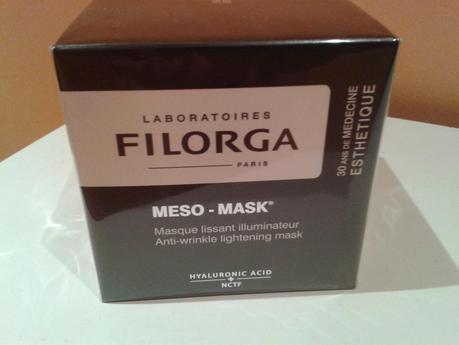 LABORATOIRES
FILORGA
PARIS
MESO - MASK®
Masque lissant illuminateur
Anti-wrinkle lightening mask
HYALURONIC ACID
+
NCTF
30 ANS DE MEDECINE
ESTHETIQUE